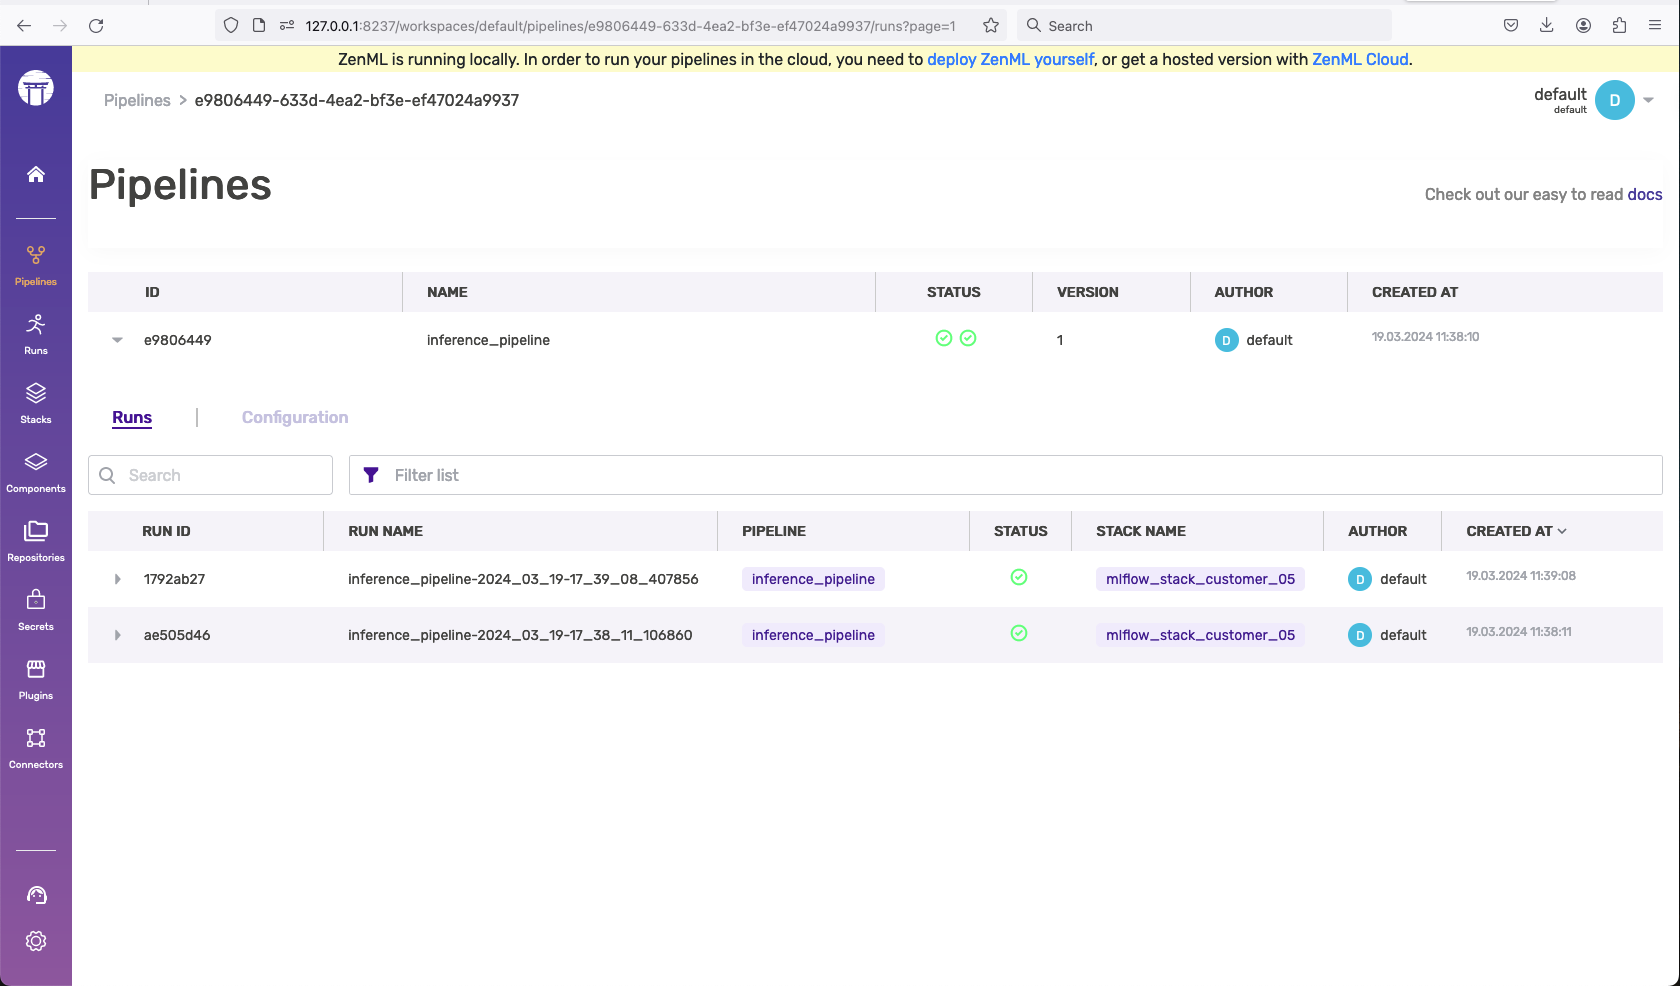 127.0.0.1:8237/workspaces/default/pipelines/e9806449-633d-4ea2-bf3e-ef47024a9937/runs?page=1
Search
ZenML is running locally. In order to run your pipelines in the cloud, you need to deploy ZenML yourself, or get a hosted version with ZenML Cloud.
Pipelines > e9806449-633d-4ea2-bf3e-ef47024a9937
default
default
D
Pipelines
Check out our easy to read docs
Pipelines
Runs
Stacks
Components
Repositories
Secrets
Plugins
Connectors
ID NAME STATUS VERSION AUTHOR CREATED AT
e9806449 inference_pipeline 1 D default 19.03.2024 11:38:10
Runs | Configuration
Search
Filter list
RUN ID RUN NAME PIPELINE STATUS STACK NAME AUTHOR CREATED AT
1792ab27 inference_pipeline-2024_03_19-17_39_08_407856 inference_pipeline mlflow_stack_customer_05 D default 19.03.2024 11:39:08
ae505d46 inference_pipeline-2024_03_19-17_38_11_106860 inference_pipeline mlflow_stack_customer_05 D default 19.03.2024 11:38:11